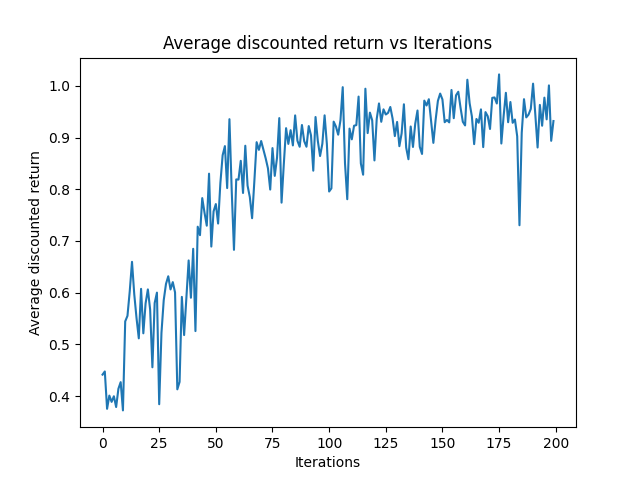 Average discounted return vs Iterations
Average discounted return
1.0
0.9
0.8
0.7
0.6
0.5
0.4
0 25 50 75 100 125 150 175 200
Iterations